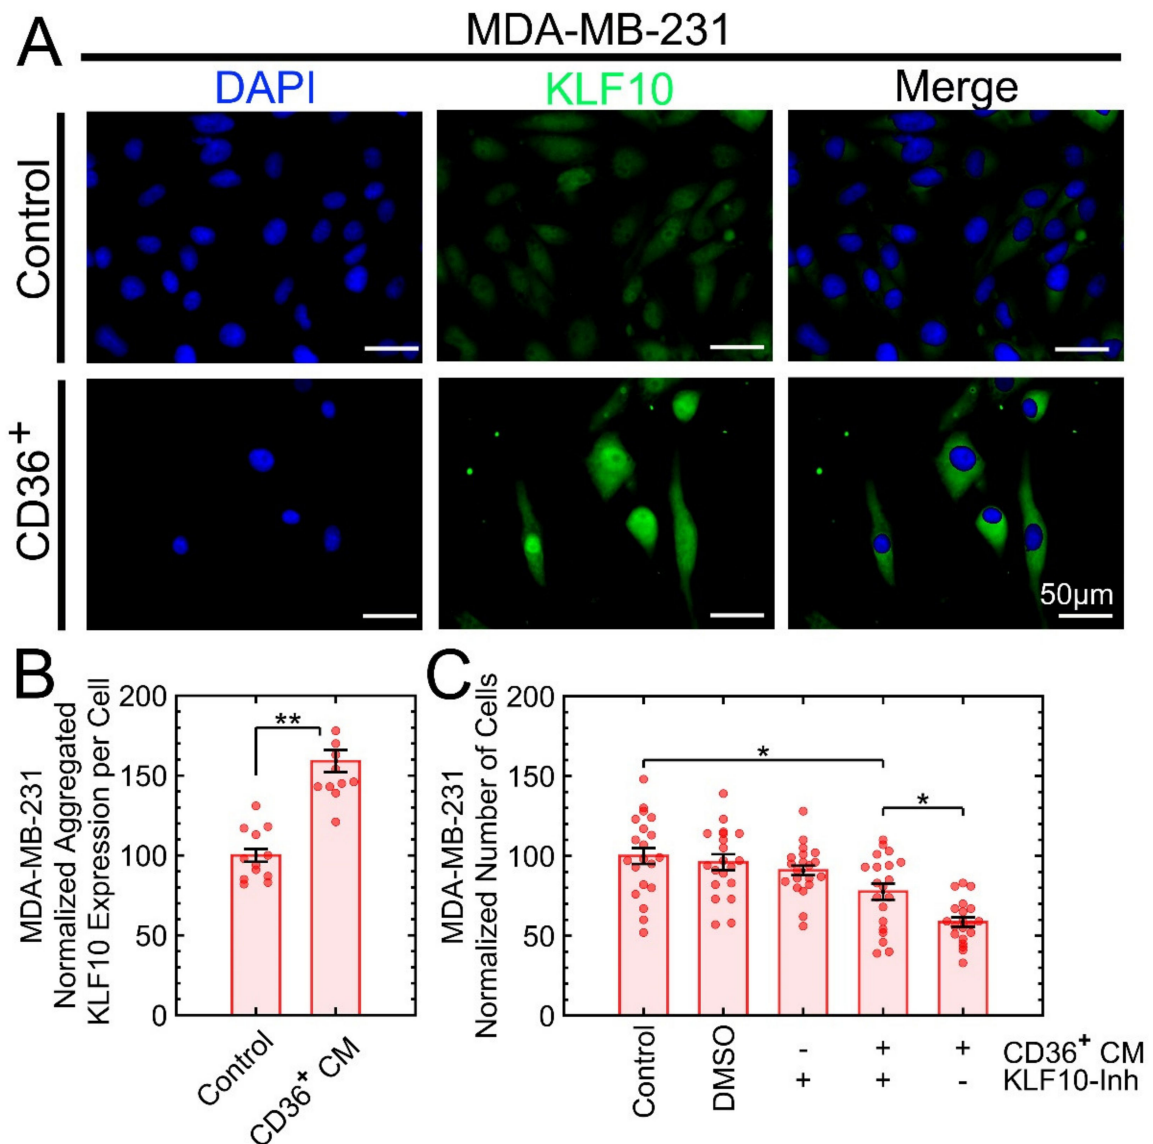 A
MDA-MB-231
DAPI KLF10 Merge
Control
CD36⁺
50µm
B
MDA-MB-231
Normalized Aggregated
KLF10 Expression per Cell
200
150
100
50
0
**
Control
CD36⁺ CM
C
MDA-MB-231
Normalized Number of Cells
200
150
100
50
0
*
*
Control
DMSO
- + + CD36⁺ CM
+ + - KLF10-Inh